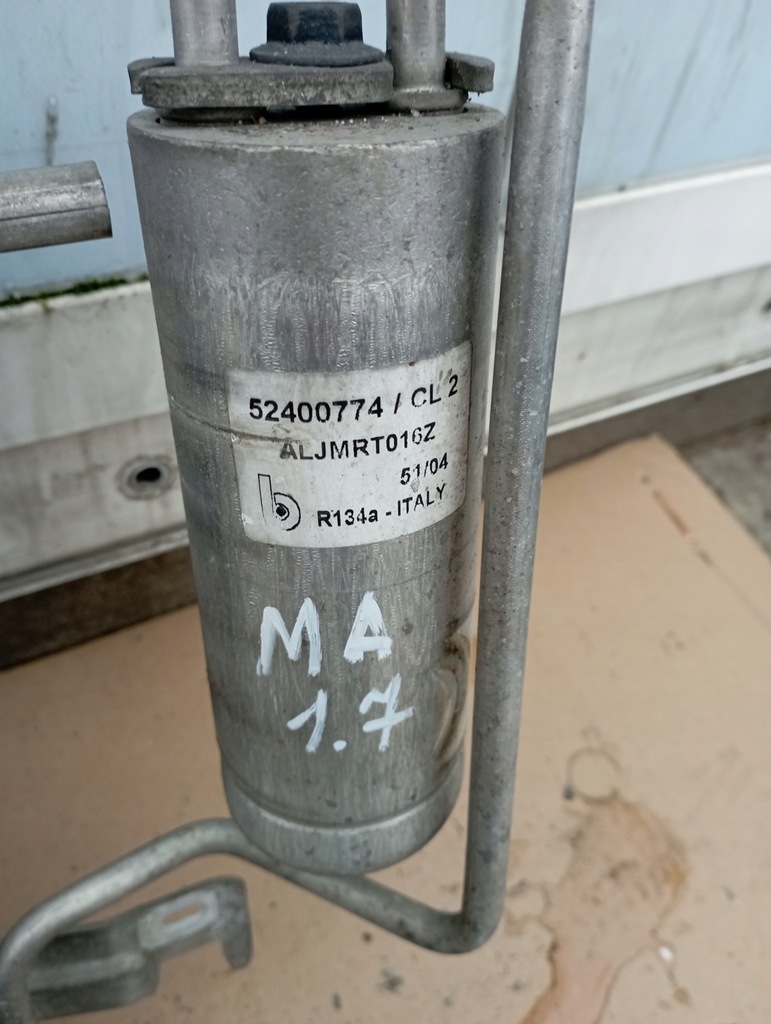 52400774 / CL 2
ALJMRT016Z
51/04
b R134a - ITALY
MA
1.7